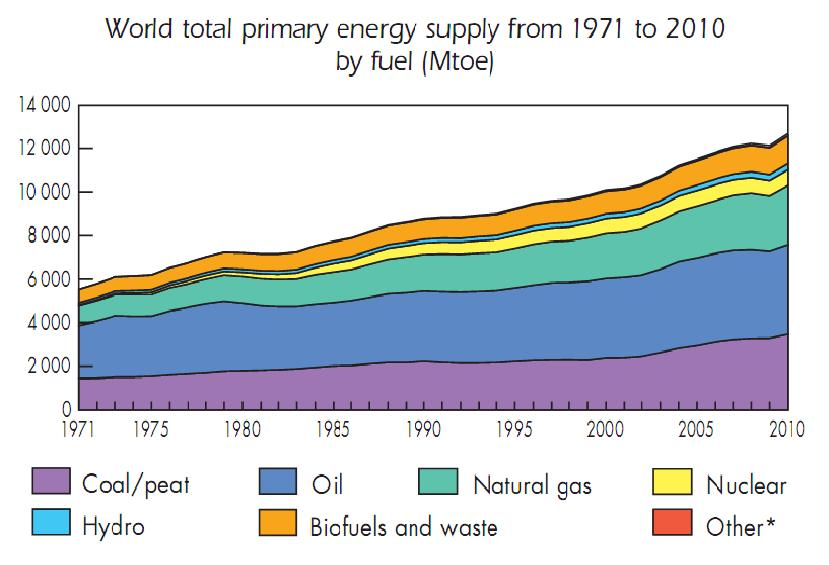 World total primary energy supply from 1971 to 2010
by fuel (Mtoe)
14 000
12 000
10 000
8 000
6 000
4 000
2 000
0
1971 1975 1980 1985 1990 1995 2000 2005 2010
Coal/peat Oil Natural gas Nuclear
Hydro Biofuels and waste Other*